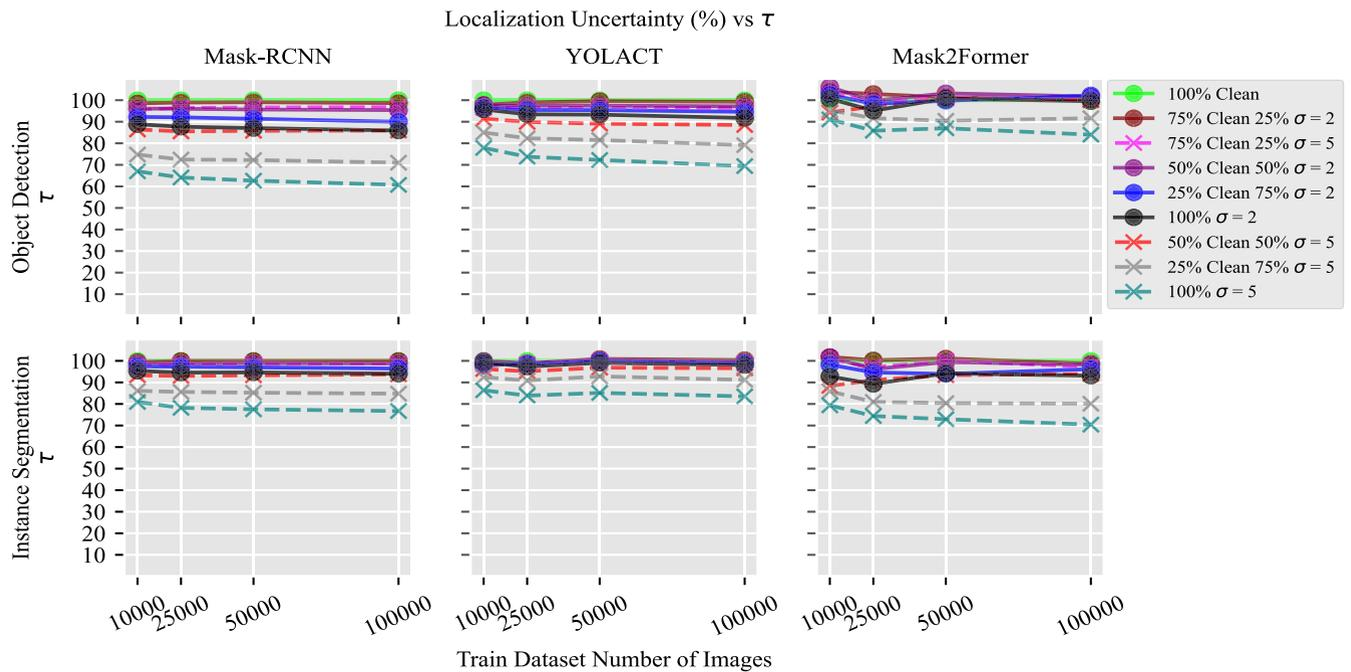 Localization Uncertainty (%) vs τ
Mask-RCNN YOLACT Mask2Former
Object Detection
τ
100
90
80
70
60
50
40
30
20
10
100% Clean
75% Clean 25% σ = 2
75% Clean 25% σ = 5
50% Clean 50% σ = 2
25% Clean 75% σ = 2
100% σ = 2
50% Clean 50% σ = 5
25% Clean 75% σ = 5
100% σ = 5
Instance Segmentation
τ
100
90
80
70
60
50
40
30
20
10
10000 25000 50000 100000 10000 25000 50000 100000 10000 25000 50000 100000
Train Dataset Number of Images